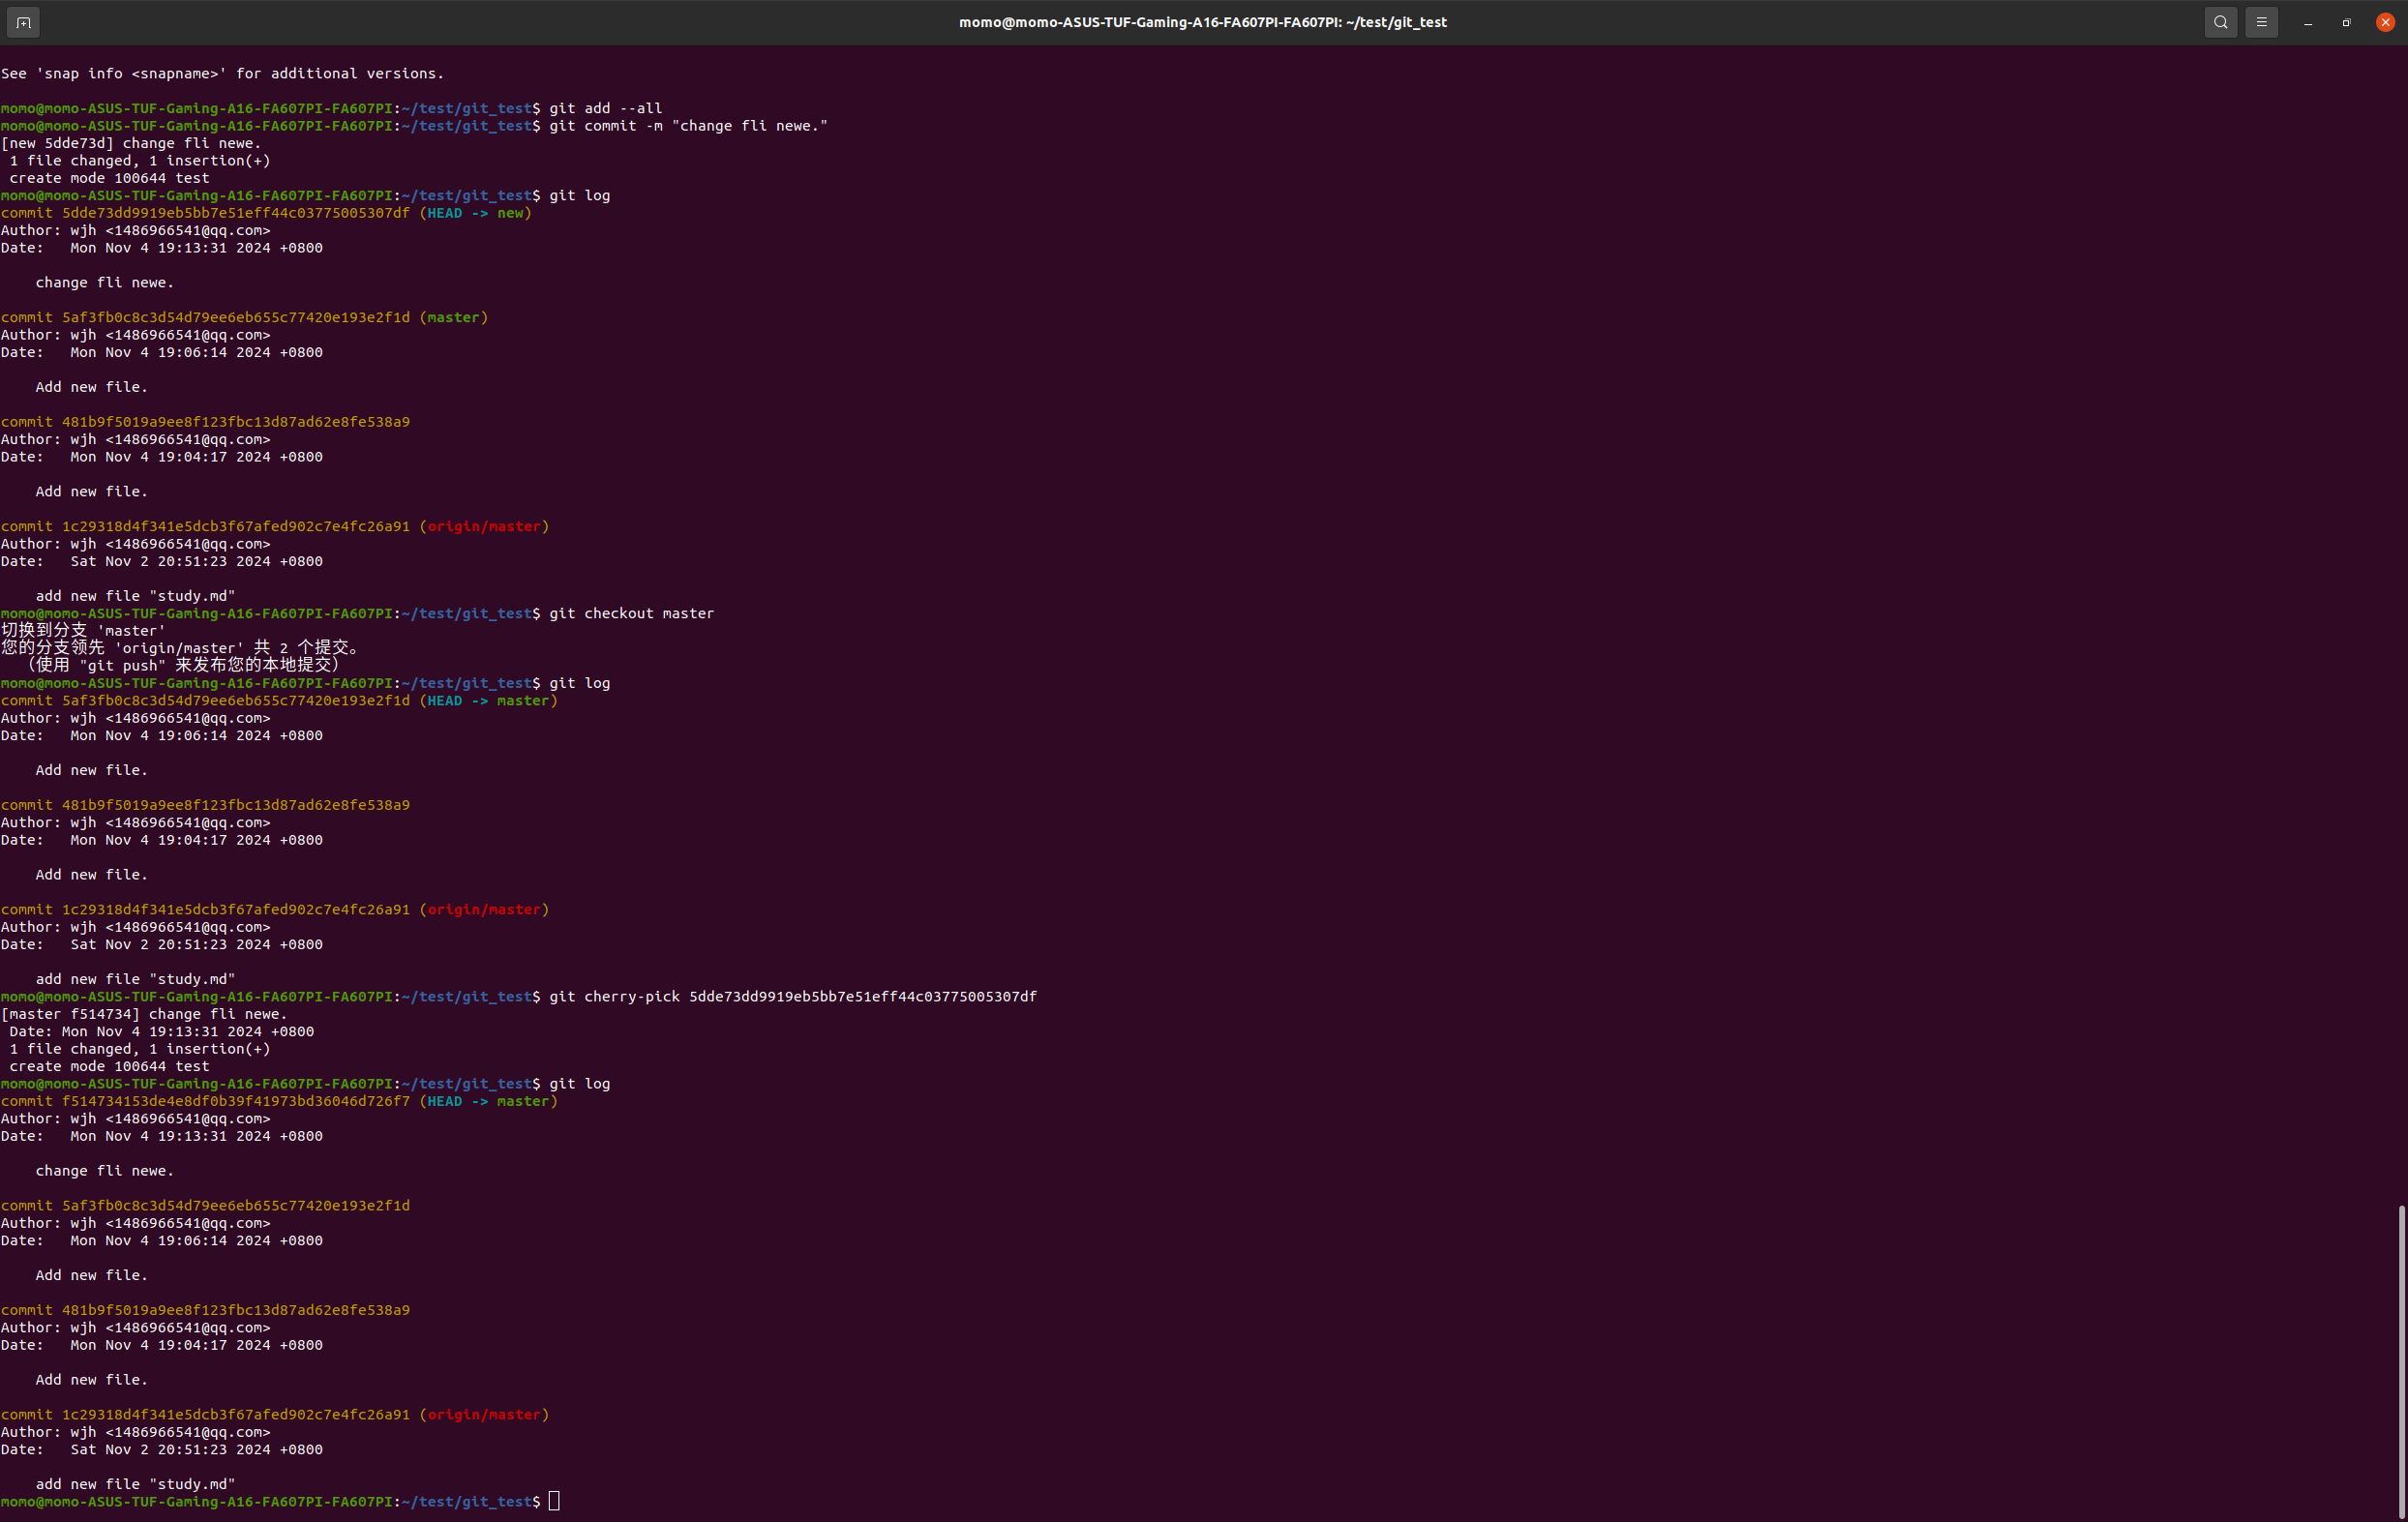 momo@momo-ASUS-TUF-Gaming-A16-FA607PI-FA607PI: ~/test/git_test
See 'snap info <snapname>' for additional versions.
momo@momo-ASUS-TUF-Gaming-A16-FA607PI-FA607PI:~/test/git_test$ git add --all
momo@momo-ASUS-TUF-Gaming-A16-FA607PI-FA607PI:~/test/git_test$ git commit -m "change fli newe."
[new 5dde73d] change fli newe.
 1 file changed, 1 insertion(+)
 create mode 100644 test
momo@momo-ASUS-TUF-Gaming-A16-FA607PI-FA607PI:~/test/git_test$ git log
commit 5dde73dd9919eb5bb7e51eff44c03775005307df (HEAD -> new)
Author: wjh <1486966541@qq.com>
Date:   Mon Nov 4 19:13:31 2024 +0800
    change fli newe.
commit 5af3fb0c8c3d54d79ee6eb655c77420e193e2f1d (master)
Author: wjh <1486966541@qq.com>
Date:   Mon Nov 4 19:06:14 2024 +0800
    Add new file.
commit 481b9f5019a9ee8f123fbc13d87ad62e8fe538a9
Author: wjh <1486966541@qq.com>
Date:   Mon Nov 4 19:04:17 2024 +0800
    Add new file.
commit 1c29318d4f341e5dcb3f67afed902c7e4fc26a91 (origin/master)
Author: wjh <1486966541@qq.com>
Date:   Sat Nov 2 20:51:23 2024 +0800
    add new file "study.md"
momo@momo-ASUS-TUF-Gaming-A16-FA607PI-FA607PI:~/test/git_test$ git checkout master
切换到分支 'master'
您的分支领先 'origin/master' 共 2 个提交。
  （使用 "git push" 来发布您的本地提交）
momo@momo-ASUS-TUF-Gaming-A16-FA607PI-FA607PI:~/test/git_test$ git log
commit 5af3fb0c8c3d54d79ee6eb655c77420e193e2f1d (HEAD -> master)
Author: wjh <1486966541@qq.com>
Date:   Mon Nov 4 19:06:14 2024 +0800
    Add new file.
commit 481b9f5019a9ee8f123fbc13d87ad62e8fe538a9
Author: wjh <1486966541@qq.com>
Date:   Mon Nov 4 19:04:17 2024 +0800
    Add new file.
commit 1c29318d4f341e5dcb3f67afed902c7e4fc26a91 (origin/master)
Author: wjh <1486966541@qq.com>
Date:   Sat Nov 2 20:51:23 2024 +0800
    add new file "study.md"
momo@momo-ASUS-TUF-Gaming-A16-FA607PI-FA607PI:~/test/git_test$ git cherry-pick 5dde73dd9919eb5bb7e51eff44c03775005307df
[master f514734] change fli newe.
 Date: Mon Nov 4 19:13:31 2024 +0800
 1 file changed, 1 insertion(+)
 create mode 100644 test
momo@momo-ASUS-TUF-Gaming-A16-FA607PI-FA607PI:~/test/git_test$ git log
commit f514734153de4e8df0b39f41973bd36046d726f7 (HEAD -> master)
Author: wjh <1486966541@qq.com>
Date:   Mon Nov 4 19:13:31 2024 +0800
    change fli newe.
commit 5af3fb0c8c3d54d79ee6eb655c77420e193e2f1d
Author: wjh <1486966541@qq.com>
Date:   Mon Nov 4 19:06:14 2024 +0800
    Add new file.
commit 481b9f5019a9ee8f123fbc13d87ad62e8fe538a9
Author: wjh <1486966541@qq.com>
Date:   Mon Nov 4 19:04:17 2024 +0800
    Add new file.
commit 1c29318d4f341e5dcb3f67afed902c7e4fc26a91 (origin/master)
Author: wjh <1486966541@qq.com>
Date:   Sat Nov 2 20:51:23 2024 +0800
    add new file "study.md"
momo@momo-ASUS-TUF-Gaming-A16-FA607PI-FA607PI:~/test/git_test$